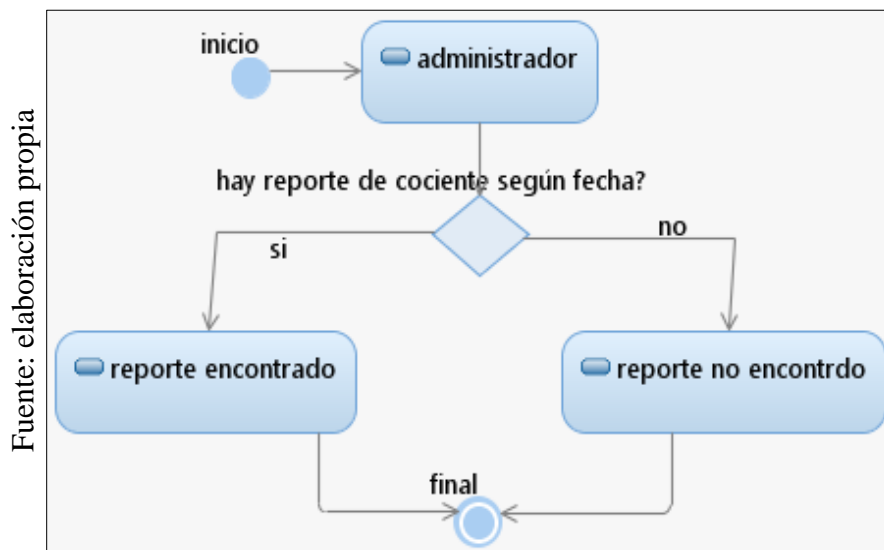 Fuente: elaboración propia
inicio
administrador
hay reporte de cociente según fecha?
si
no
reporte encontrado
reporte no encontrdo
final